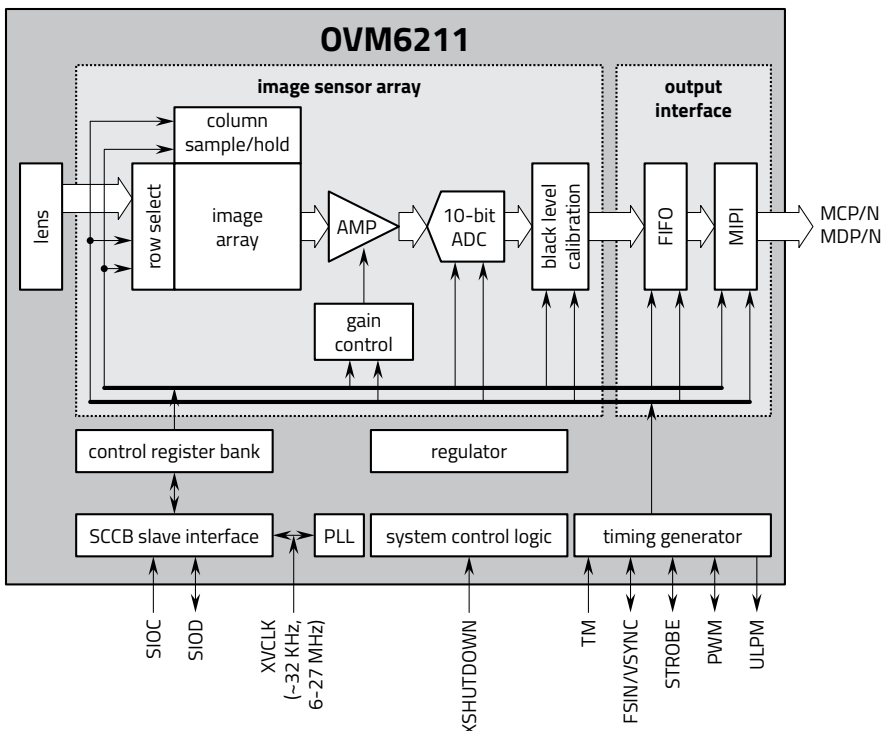 OVM6211
image sensor array
output
interface
column
sample/hold
lens
row select
image
array
AMP
10-bit
ADC
black level
calibration
FIFO
MIPI
MCP/N
MDP/N
gain
control
control register bank
regulator
SCCB slave interface
PLL
system control logic
timing generator
SIOC
SIOD
XVCLK
(~32 KHz,
6-27 MHz)
XSHUTDOWN
TM
FSIN/VSYNC
STROBE
PWM
ULPM